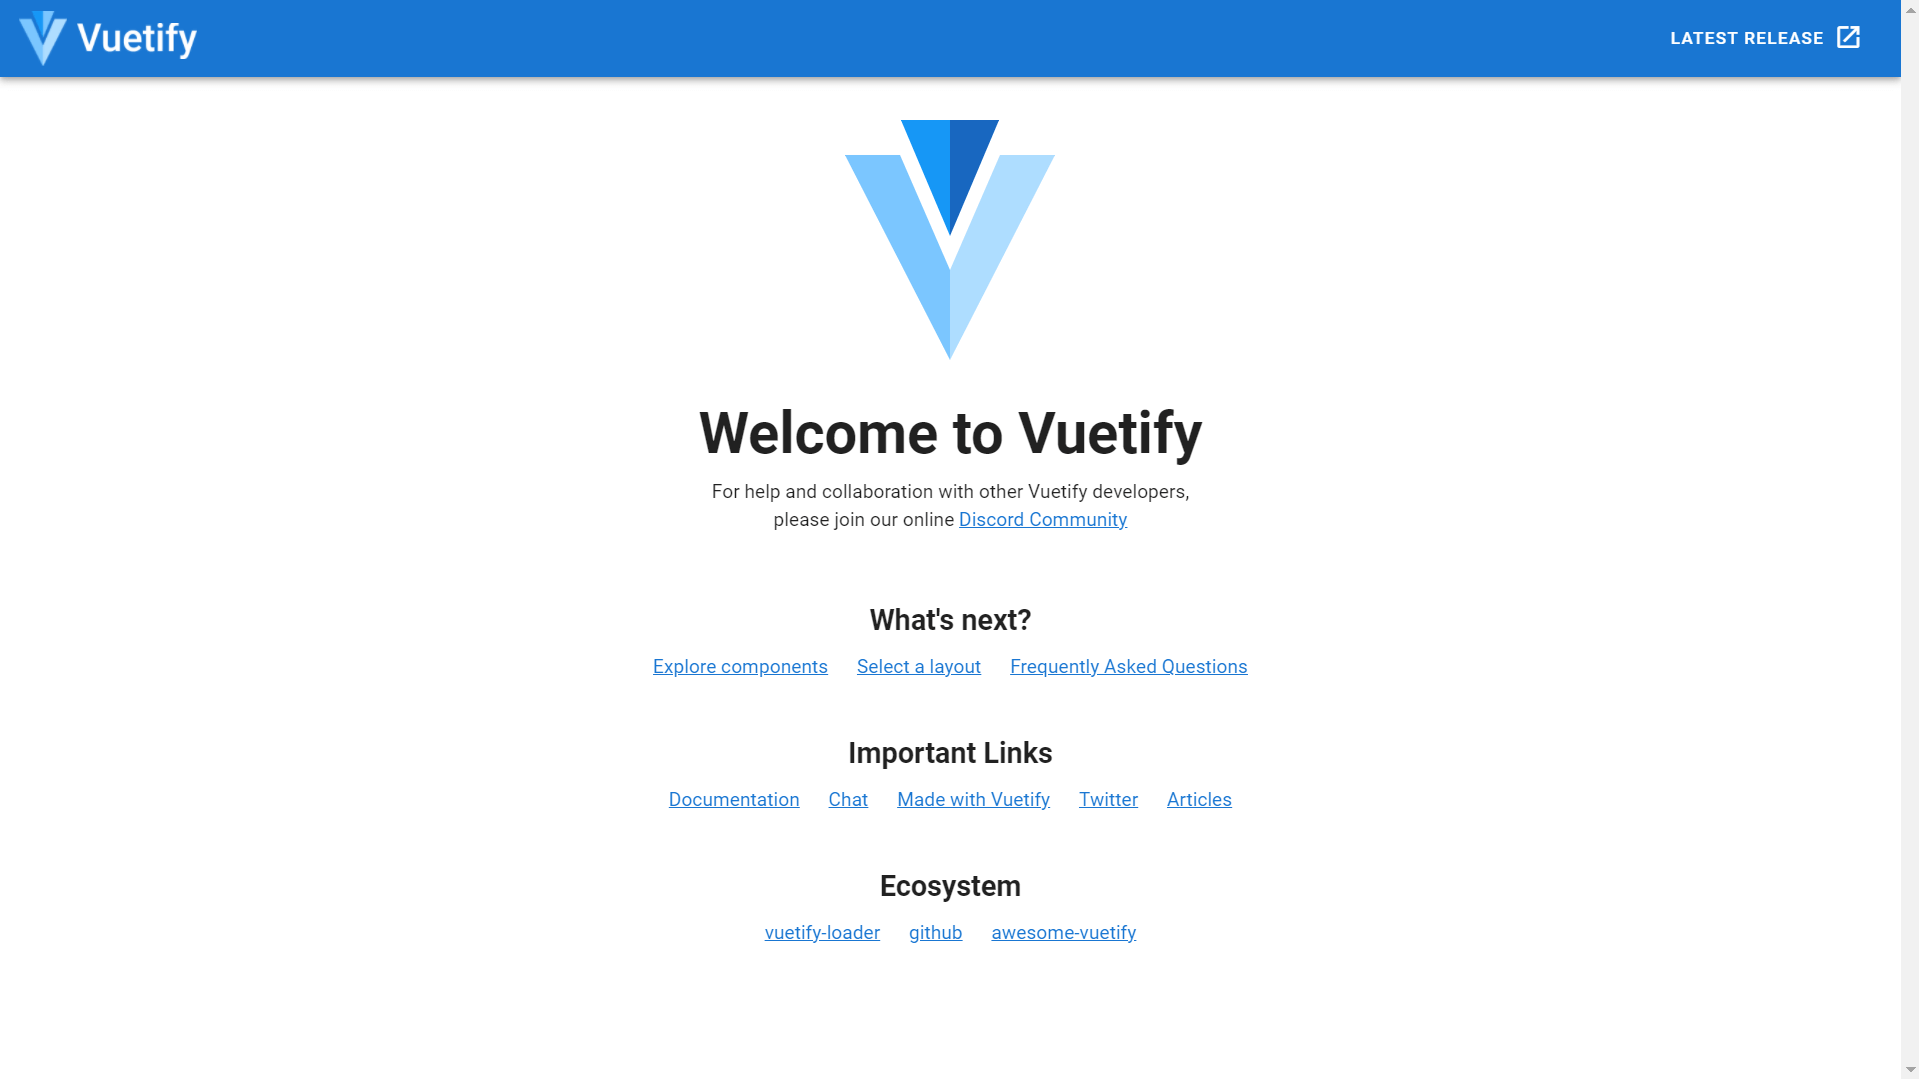 Vuetify
LATEST RELEASE
Welcome to Vuetify
For help and collaboration with other Vuetify developers,
please join our online Discord Community
What's next?
Explore components Select a layout Frequently Asked Questions
Important Links
Documentation Chat Made with Vuetify Twitter Articles
Ecosystem
vuetify-loader github awesome-vuetify